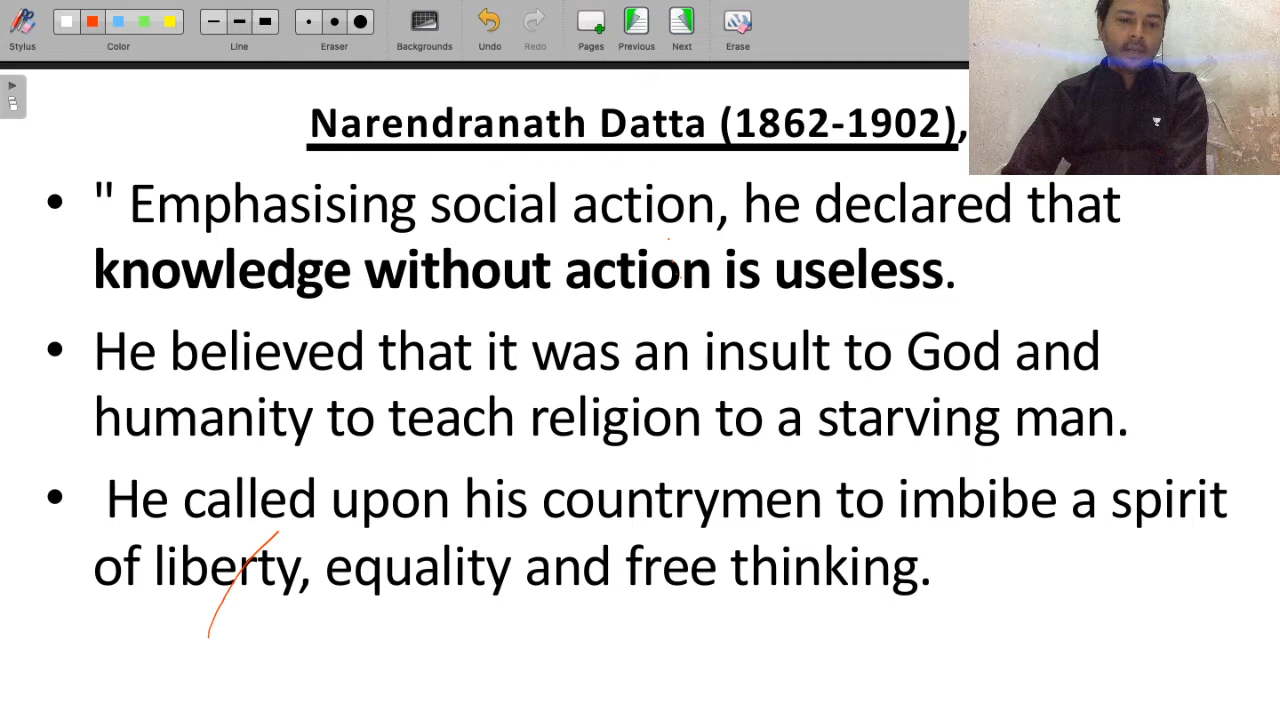 Stylus
Color
Line
Eraser
Backgrounds
Undo
Redo
Pages
Previous
Next
Erase
Narendranath Datta (1862-1902),
• " Emphasising social action, he declared that
knowledge without action is useless.
• He believed that it was an insult to God and
humanity to teach religion to a starving man.
• He called upon his countrymen to imbibe a spirit
of liberty, equality and free thinking.